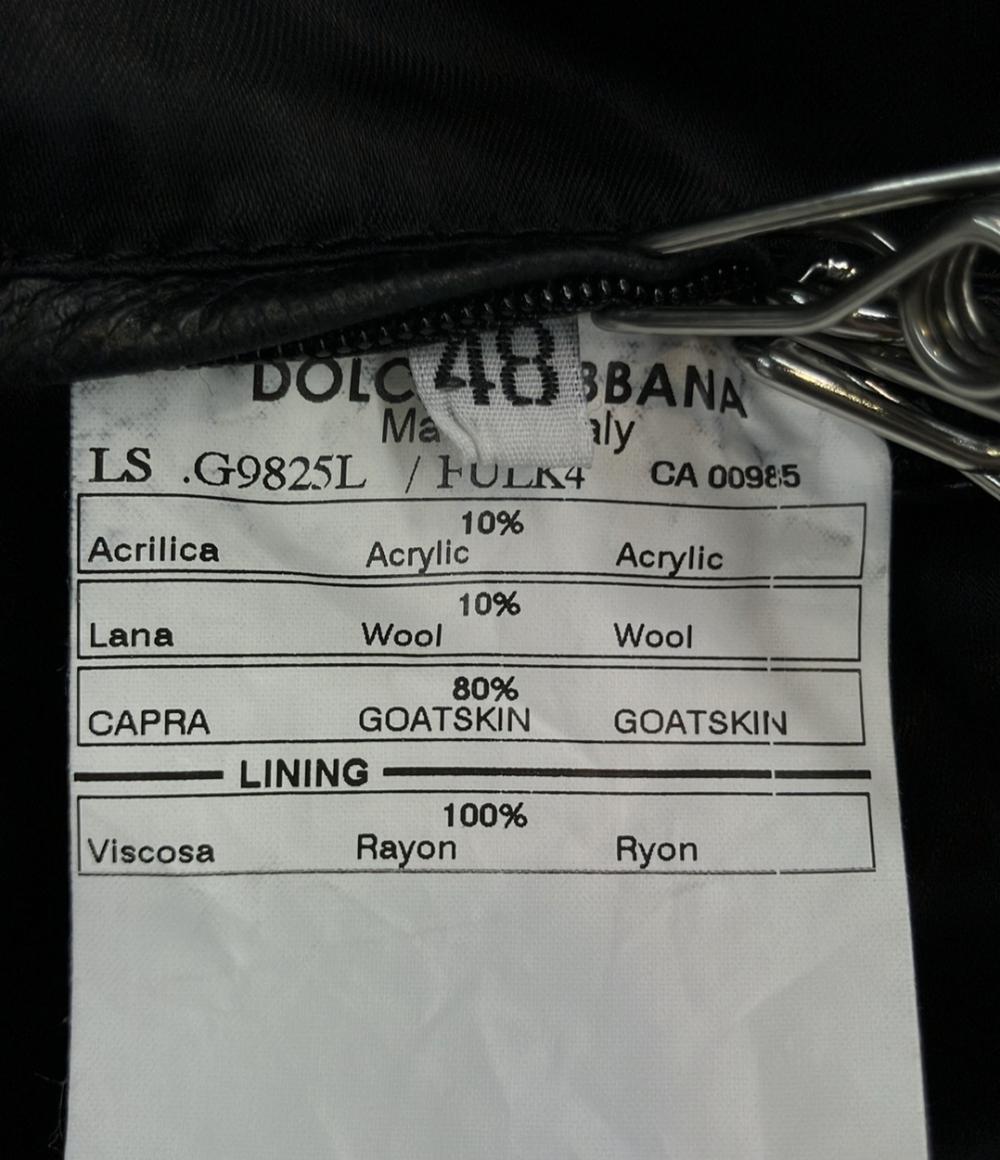 48
DOLC BBANA
Ma aly
LS .G9825L / FULK4 CA 00985
10%
Acrilica Acrylic Acrylic
10%
Lana Wool Wool
80%
CAPRA GOATSKIN GOATSKIN
LINING
100%
Viscosa Rayon Ryon